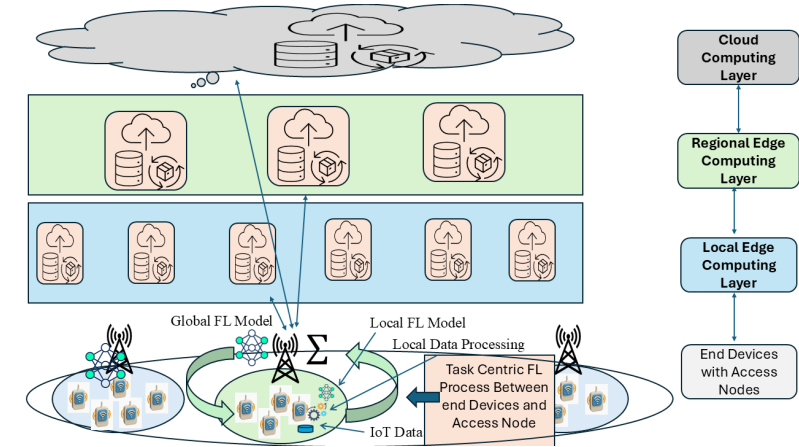 Cloud
Computing
Layer
Regional Edge
Computing
Layer
Local Edge
Computing
Layer
End Devices
with Access
Nodes
Global FL Model
Σ
Local FL Model
Local Data Processing
Task Centric FL
Process Between
end Devices and
Access Node
IoT Data